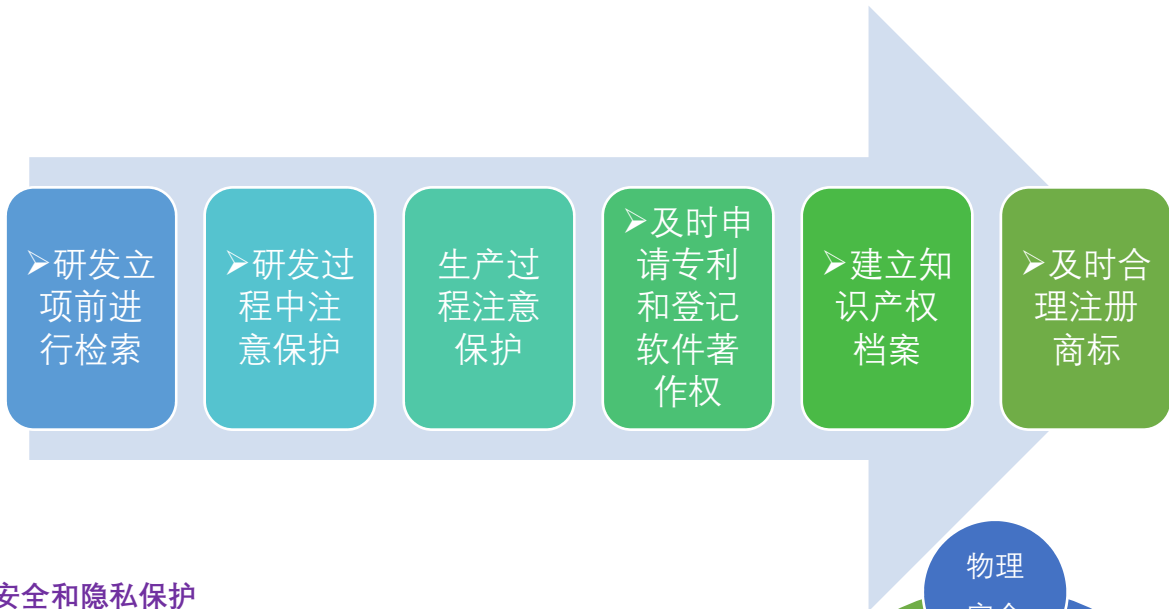 ➢研发立
项前进
行检索
➢研发过
程中注
意保护
生产过
程注意
保护
➢及时申
请专利
和登记
软件著
作权
➢建立知
识产权
档案
➢及时合
理注册
商标
安全和隐私保护
物理
安全